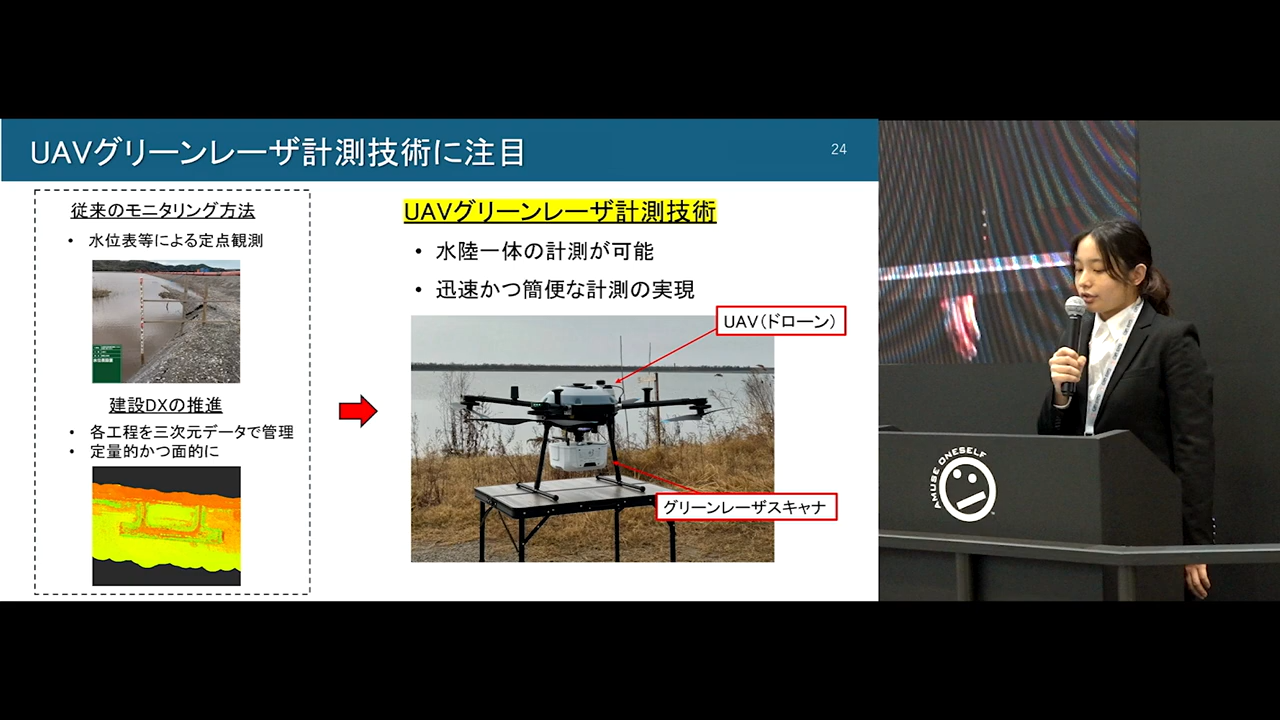 UAVグリーンレーザ計測技術に注目
24
従来のモニタリング方法
• 水位表等による定点観測
建設DXの推進
• 各工程を三次元データで管理
• 定量的かつ面的に
UAVグリーンレーザ計測技術
• 水陸一体の計測が可能
• 迅速かつ簡便な計測の実現
UAV(ドローン)
グリーンレーザスキャナ
AMUSE ONESELF